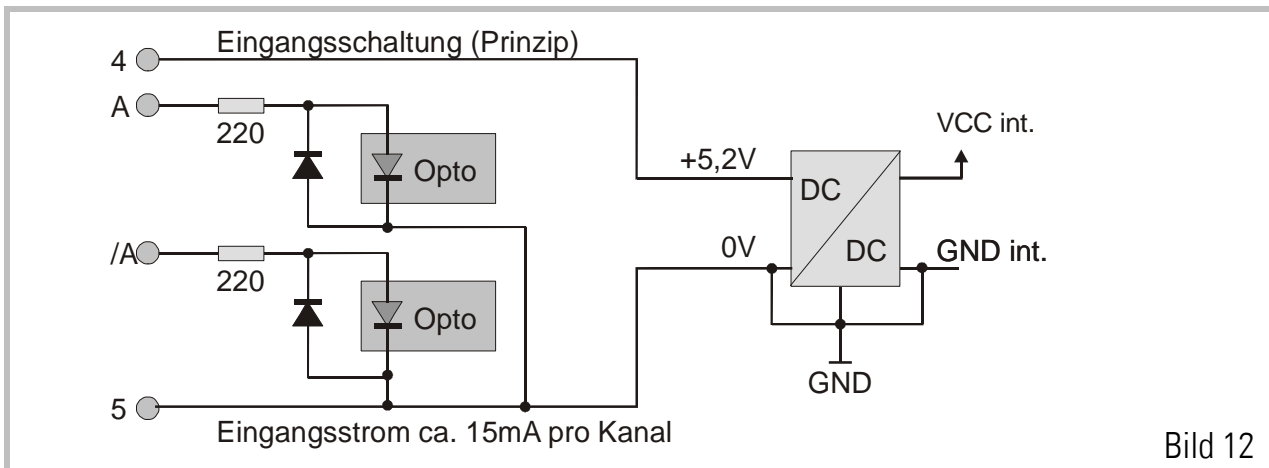 Eingangsschaltung (Prinzip)
4
A
220
Opto
VCC int.
+5,2V
DC
/A
220
Opto
0V
DC
GND int.
GND
5
Eingangsstrom ca. 15mA pro Kanal
Bild 12